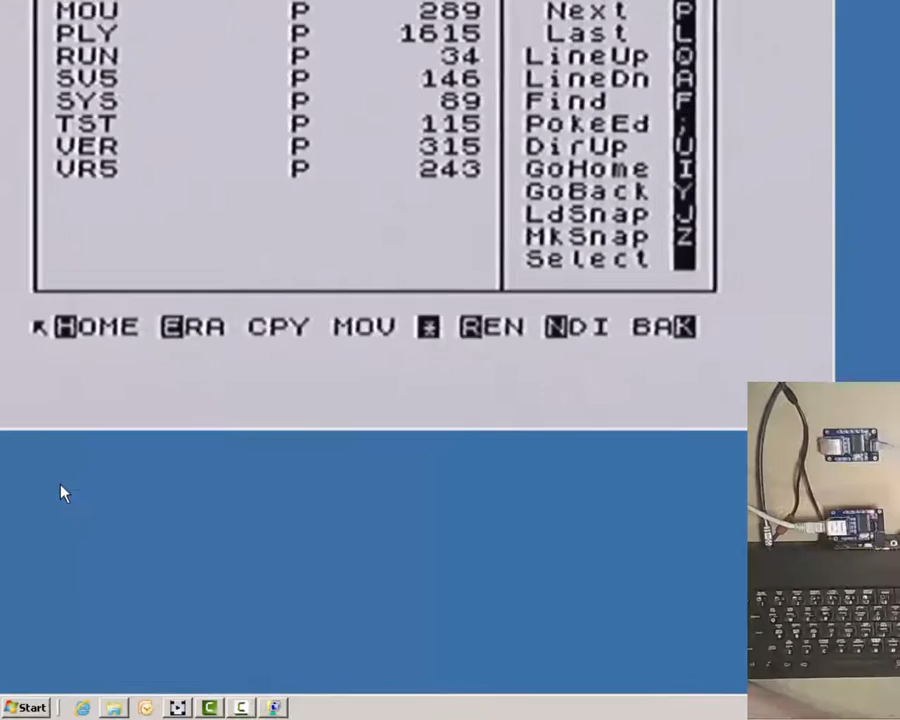 MOU P 289 Next P
PLY P 1615 Last L
RUN P 34 LineUp Q
SV5 P 146 LineDn A
SYS P 89 Find F
TST P 115 PokeEd ;
VER P 315 DirUp U
VR5 P 243 GoHome I
GoBack Y
LdSnap J
MkSnap Z
Select
HOME ERA CPY MOV * REN NDI BAK
Start